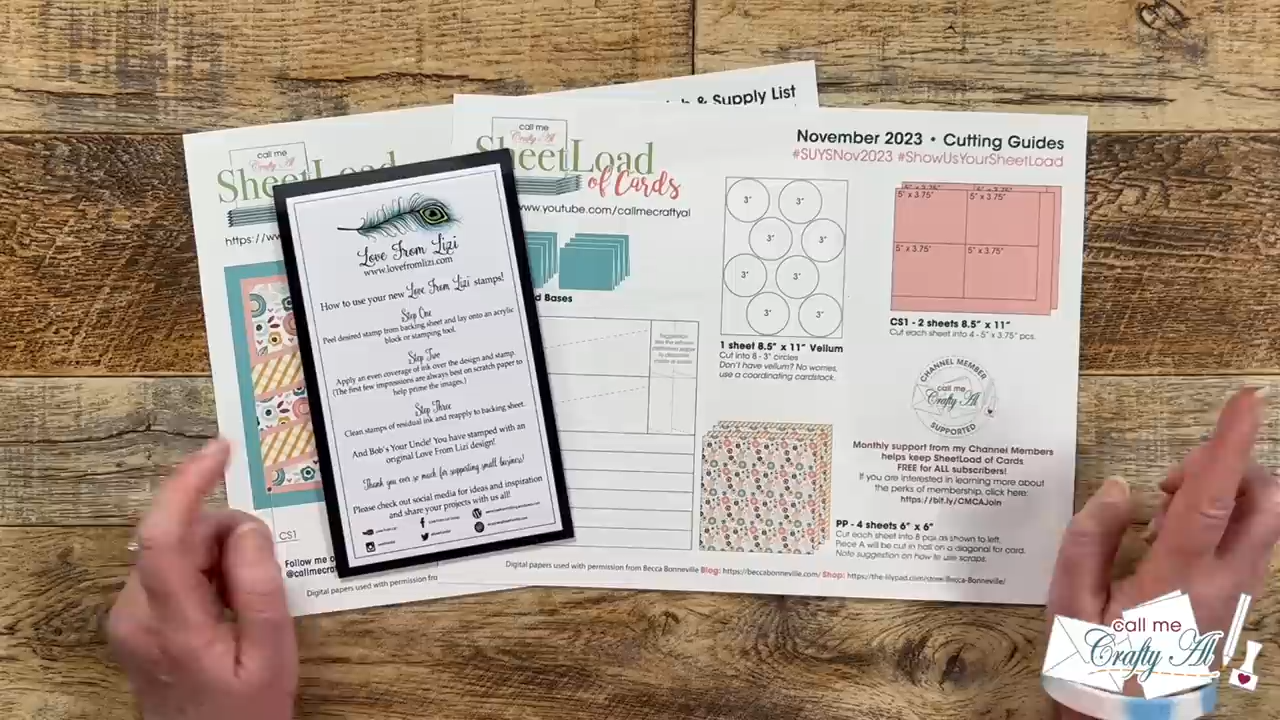 & Supply List
call me
Crafty Al
SheetLoad
https://ww
CS1
Follow me o
@callmecraf
Digital papers used with permission fro
Love From Lizi
www.lovefromlizi.com
How to use your new Love From Lizi stamps!
Step One
Peel desired stamp from backing sheet and lay onto an acrylic
block or stamping tool.
Step Two
Apply an even coverage of ink over the design and stamp.
(The first few impressions are always best on scratch paper to
help prime the images.)
Step Three
Clean stamps of residual ink and reapply to backing sheet.
And Bob's Your Uncle! You have stamped with an
original Love From Lizi design!
Thank you so much for supporting small business!
Please check out social media for ideas and inspiration
and share your projects with us all!
call me
Crafty Al
SheetLoad
of Cards
www.youtube.com/callmecraftyal
d Bases
November 2023 • Cutting Guides
#SUYSNov2023 #ShowUsYourSheetLoad
3"
3"
3"
3"
3"
3"
3"
3"
1 sheet 8.5" x 11" Vellum
Cut into 8 - 3" circles
Don't have vellum? No worries,
use a coordinating cardstock.
5" x 3.75"
5" x 3.75"
5" x 3.75"
5" x 3.75"
CS1 - 2 sheets 8.5" x 11"
Cut each sheet into 4 - 5" x 3.75" pcs.
CHANNEL MEMBER
call me
Crafty Al
SUPPORTED
Monthly support from my Channel Members
helps keep SheetLoad of Cards
FREE for ALL subscribers!
If you are interested in learning more about
the perks of membership, click here:
https://bit.ly/CMCAJoin
PP - 4 sheets 6" x 6"
Cut each sheet into 8 pcs as shown to left.
Piece A will be cut in half on a diagonal for card.
Note suggestion on how to use scraps.
Digital papers used with permission from Becca Bonneville Blog: https://beccabonneville.com/ Shop: https://the-lilypad.com/store/Becca-Bonneville/
call me
Crafty Al